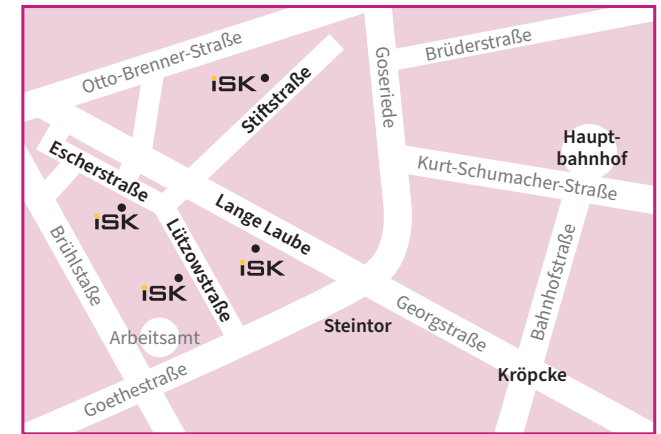 Otto-Brenner-Straße
Brüderstraße
Goseriede
iSK
Stiftstraße
Haupt-
bahnhof
Escherstraße
Kurt-Schumacher-Straße
Lange Laube
iSK
Lützowstraße
Brühlstaße
iSK
iSK
Bahnhofstraße
Georgstraße
Steintor
Arbeitsamt
Kröpcke
Goethestraße